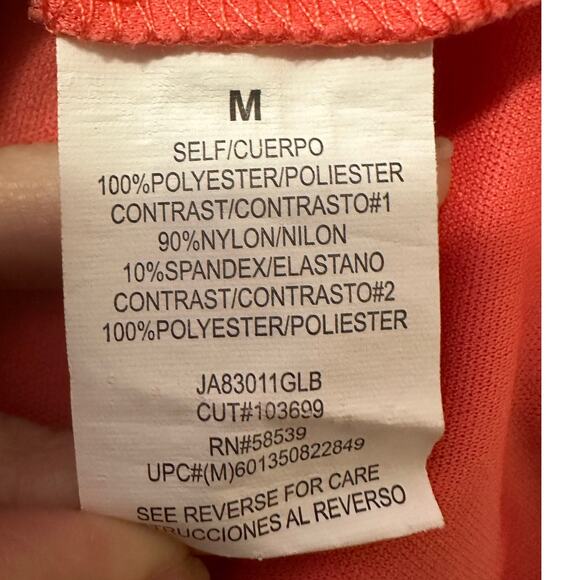 M
SELF/CUERPO
100%POLYESTER/POLIESTER
CONTRAST/CONTRASTO#1
90%NYLON/NILON
10%SPANDEX/ELASTANO
CONTRAST/CONTRASTO#2
100%POLYESTER/POLIESTER
JA83011GLB
CUT#103699
RN#58539
UPC#(M)601350822849
SEE REVERSE FOR CARE
AL REVERSO